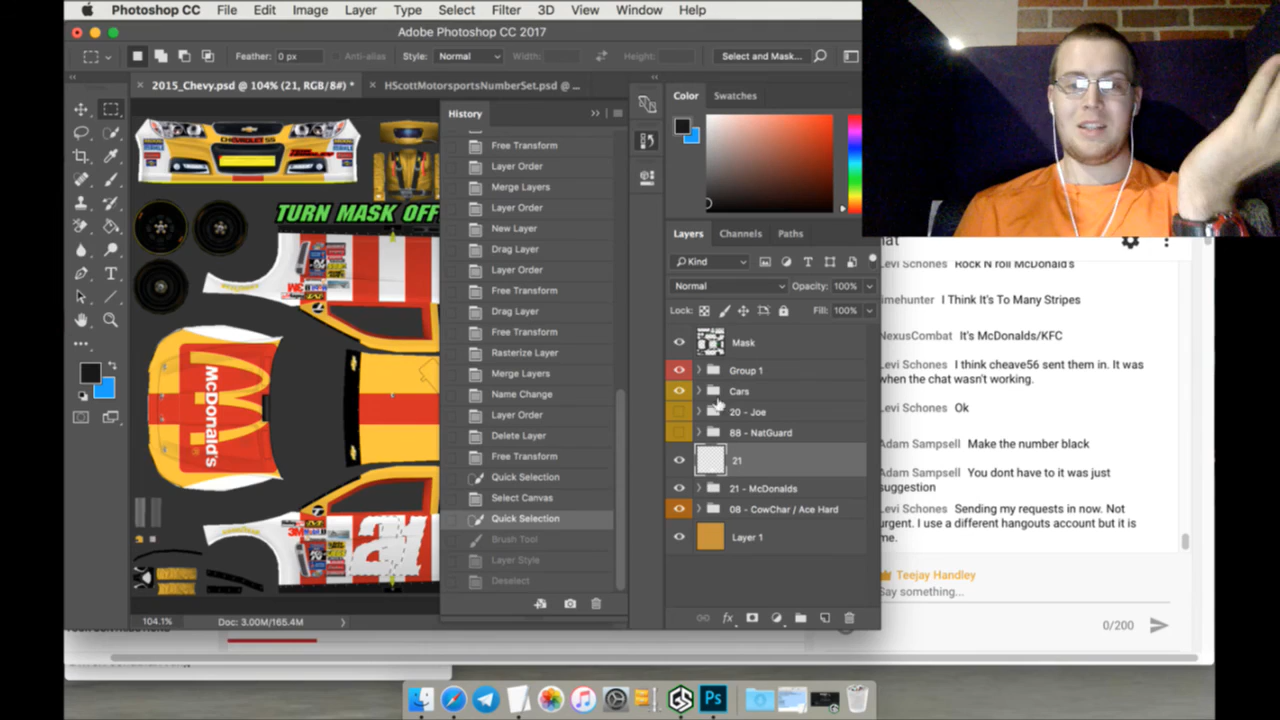 Photoshop CC File Edit Image Layer Type Select Filter 3D View Window Help
Adobe Photoshop CC 2017
Feather: 0 px Anti-alias Style: Normal Width: Height: Select and Mask...
2015_Chevy.psd @ 104% (21, RGB/8#) *
HScottMotorsportsNumberSet.psd @ ...
CHEVROLET SS
TURN MASK OFF
McDonald's
21
3M
104.1%
Doc: 3.00M/165.4M
History
Free Transform
Layer Order
Merge Layers
Layer Order
New Layer
Drag Layer
Layer Order
Free Transform
Drag Layer
Free Transform
Rasterize Layer
Merge Layers
Name Change
Layer Order
Delete Layer
Free Transform
Quick Selection
Select Canvas
Quick Selection
Brush Tool
Layer Style
Deselect
Color Swatches
Layers Channels Paths
Kind
Normal Opacity: 100%
Lock: Fill: 100%
Mask
Group 1
Cars
20 - Joe
88 - NatGuard
21
21 - McDonalds
08 - CowChar / Ace Hard
Layer 1
fx
hat
Levi Schones Rock N roll McDonald's
imehunter I Think It's To Many Stripes
NexusCombat It's McDonalds/KFC
Levi Schones I think cheave56 sent them in. It was
when the chat wasn't working.
Levi Schones Ok
Adam Sampsell Make the number black
Adam Sampsell You dont have to it was just
suggestion
Levi Schones Sending my requests in now. Not
urgent. I use a different hangouts account but it is
me.
Teejay Handley
Say something...
0/200
Ps